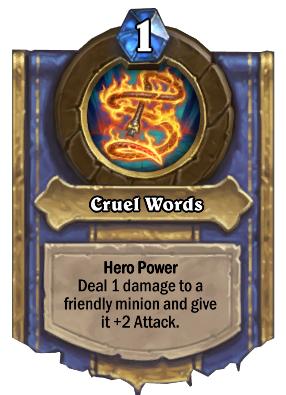 1
Cruel Words
Hero Power
Deal 1 damage to a
friendly minion and give
it +2 Attack.